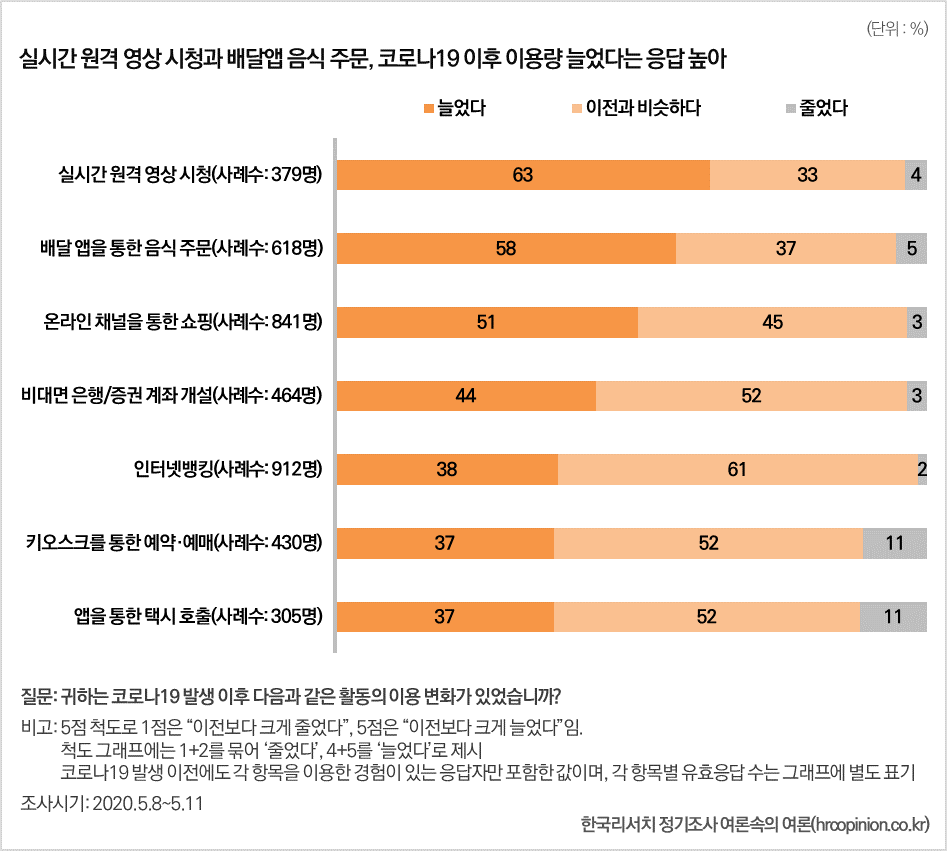 (단위 : %)
실시간 원격 영상 시청과 배달앱 음식 주문, 코로나19 이후 이용량 늘었다는 응답 높아
늘었다 이전과 비슷하다 줄었다
실시간 원격 영상 시청(사례수: 379명) 63 33 4
배달 앱을 통한 음식 주문(사례수: 618명) 58 37 5
온라인 채널을 통한 쇼핑(사례수: 841명) 51 45 3
비대면 은행/증권 계좌 개설(사례수: 464명) 44 52 3
인터넷뱅킹(사례수: 912명) 38 61 2
키오스크를 통한 예약·예매(사례수: 430명) 37 52 11
앱을 통한 택시 호출(사례수: 305명) 37 52 11
질문: 귀하는 코로나19 발생 이후 다음과 같은 활동의 이용 변화가 있었습니까?
비고: 5점 척도로 1점은 “이전보다 크게 줄었다”, 5점은 “이전보다 크게 늘었다”임.
척도 그래프에는 1+2를 묶어 ‘줄었다’, 4+5를 ‘늘었다’로 제시
코로나19 발생 이전에도 각 항목을 이용한 경험이 있는 응답자만 포함한 값이며, 각 항목별 유효응답 수는 그래프에 별도 표기
조사시기: 2020.5.8~5.11
한국리서치 정기조사 여론속의 여론(hrcopinion.co.kr)